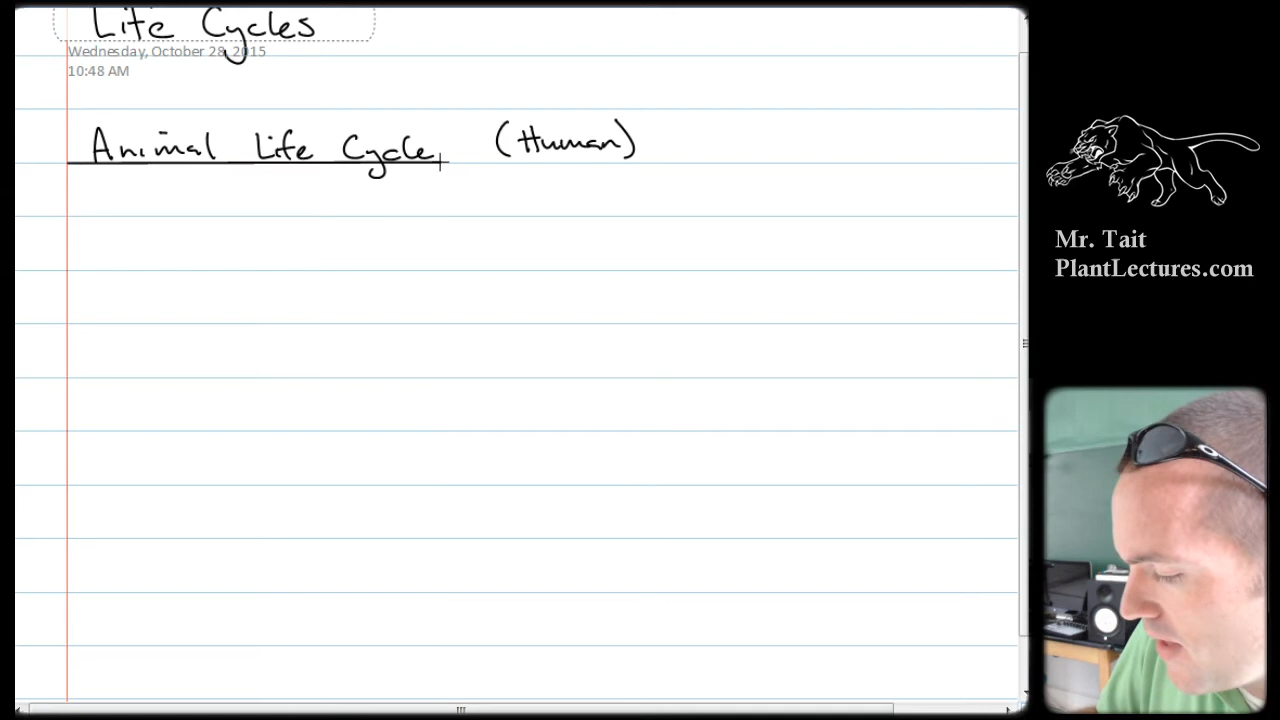 Life Cycles
Wednesday, October 28, 2015
10:48 AM
Animal Life Cycle (Human)
Mr. Tait
PlantLectures.com